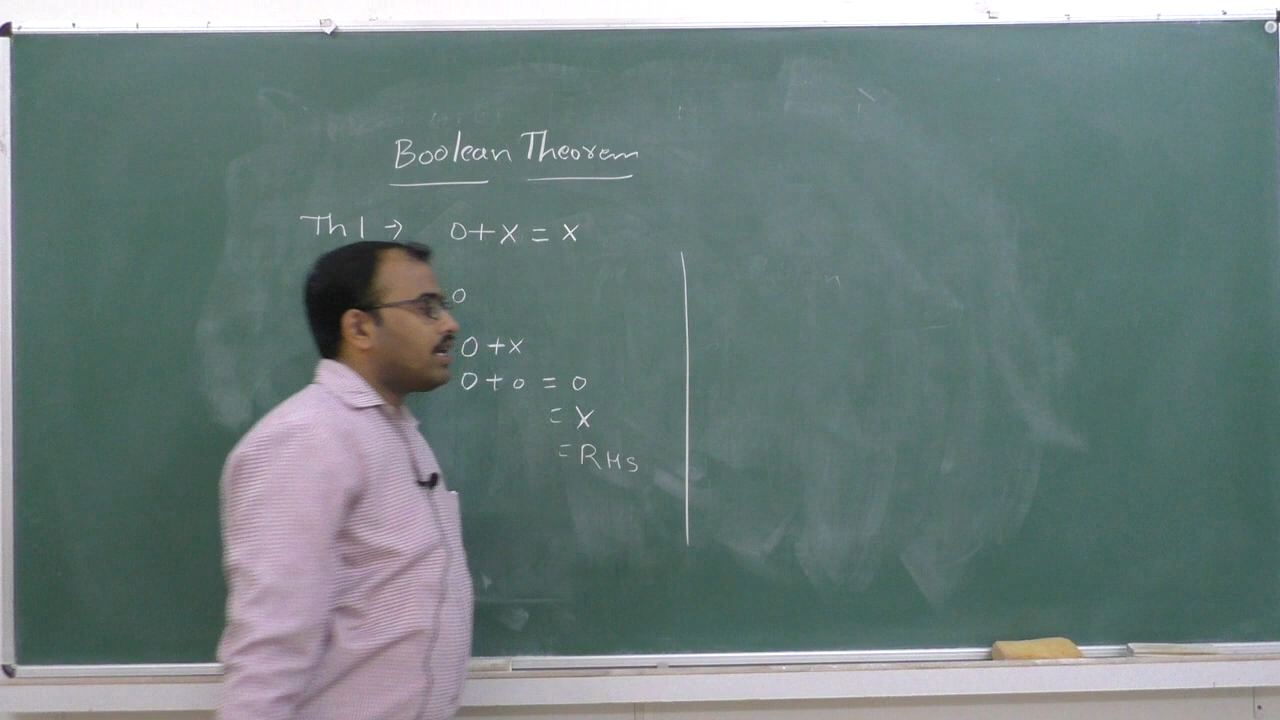 Boolean Theorem
Th 1 → 0 + x = x
0
0 + x
0 + 0 = 0
= x
= RHS